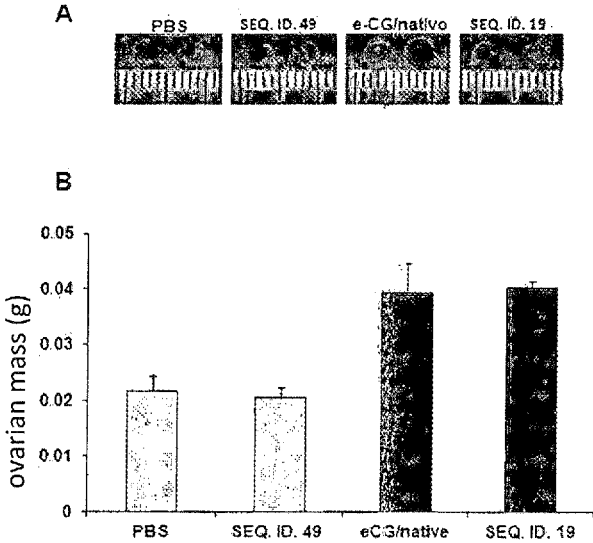 A
PBS SEQ. ID. 49 e-CG/nativo SEQ. ID. 19
B
0.05
0.04
0.03
0.02
0.01
0
ovarian mass (g)
PBS SEQ. ID. 49 eCG/native SEQ. ID. 19